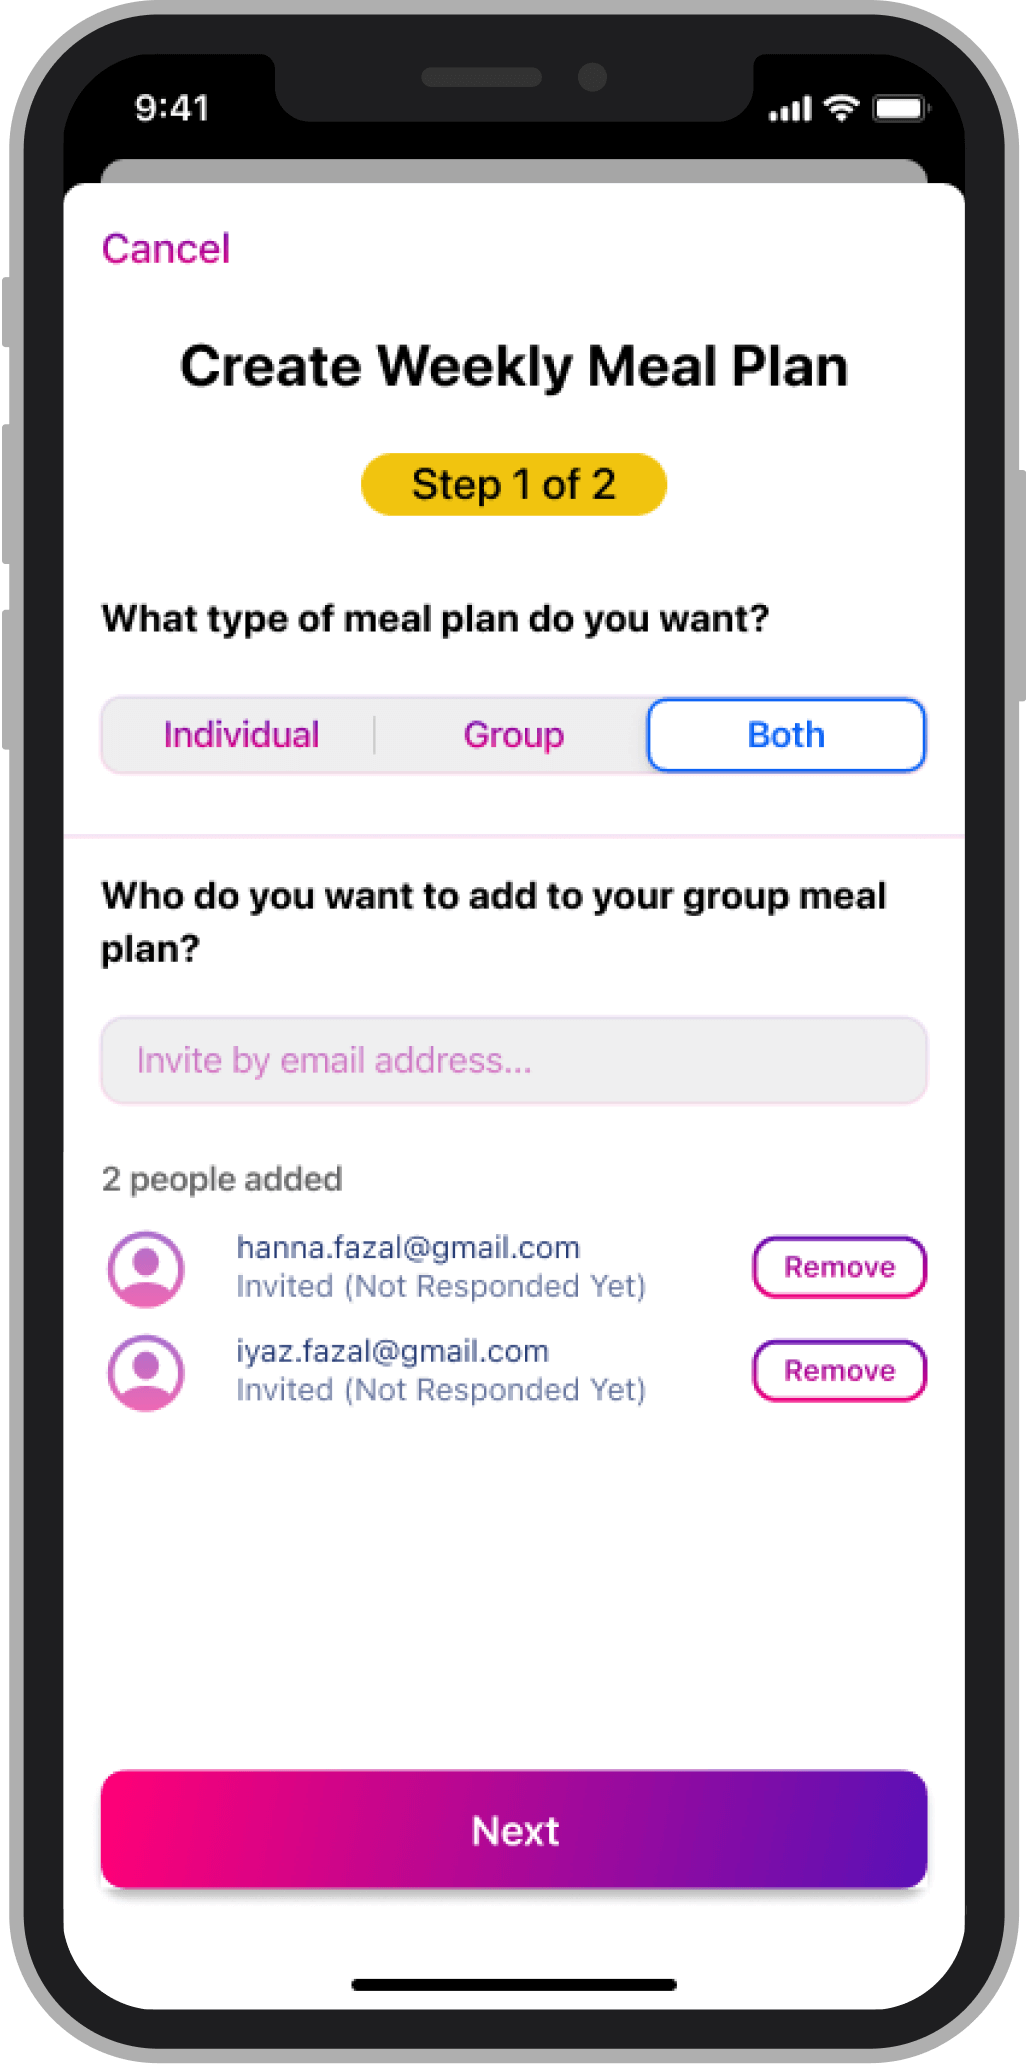 9:41
Cancel
Create Weekly Meal Plan
Step 1 of 2
What type of meal plan do you want?
Individual
Group
Both
Who do you want to add to your group meal
plan?
Invite by email address...
2 people added
hanna.fazal@gmail.com
Invited (Not Responded Yet)
Remove
iyaz.fazal@gmail.com
Invited (Not Responded Yet)
Remove
Next